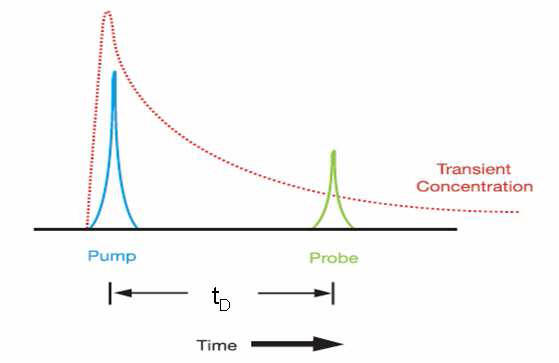 Transient
Concentration
Pump
Probe
tD
Time